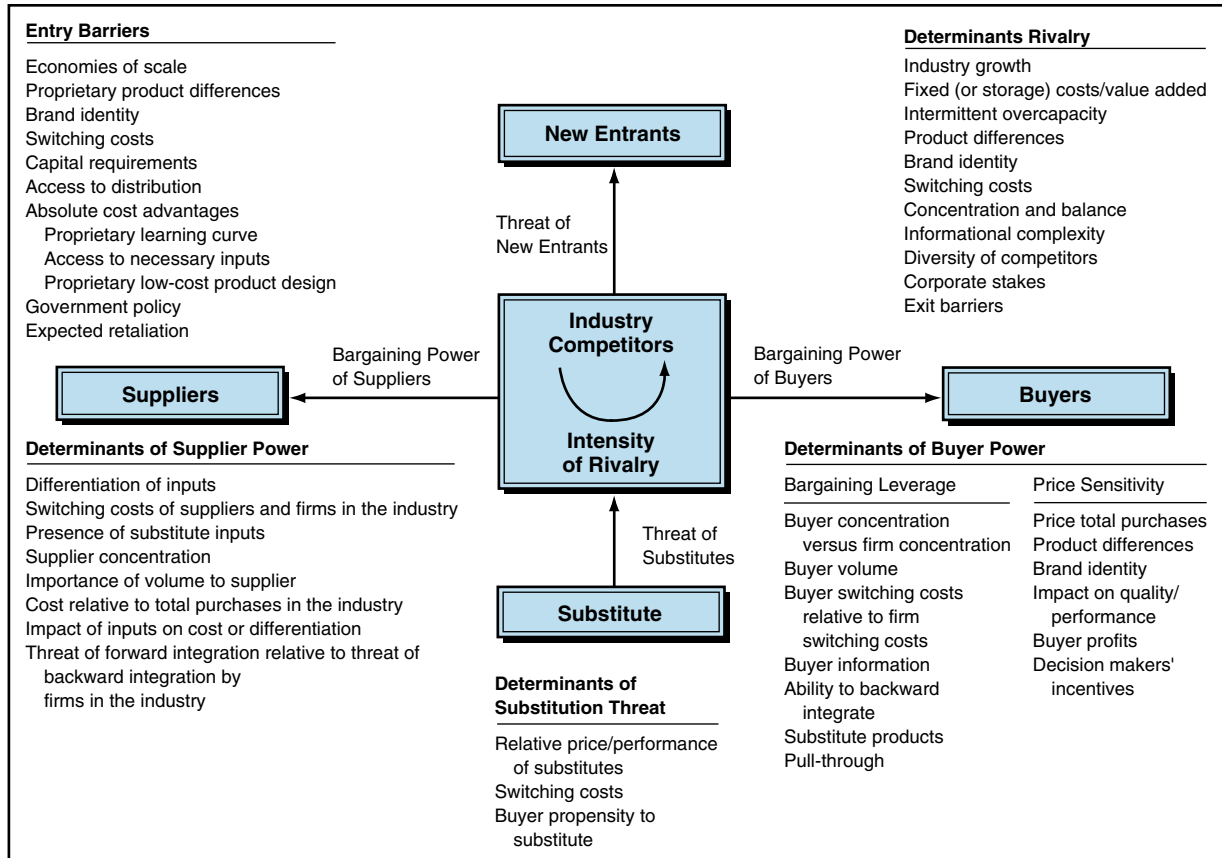 Entry Barriers
Economies of scale
Proprietary product differences
Brand identity
Switching costs
Capital requirements
Access to distribution
Absolute cost advantages
Proprietary learning curve
Access to necessary inputs
Proprietary low-cost product design
Government policy
Expected retaliation
New Entrants
Threat of
New Entrants
Determinants Rivalry
Industry growth
Fixed (or storage) costs/value added
Intermittent overcapacity
Product differences
Brand identity
Switching costs
Concentration and balance
Informational complexity
Diversity of competitors
Corporate stakes
Exit barriers
Bargaining Power
of Suppliers
Suppliers
Industry
Competitors
Intensity
of Rivalry
Bargaining Power
of Buyers
Buyers
Determinants of Supplier Power
Differentiation of inputs
Switching costs of suppliers and firms in the industry
Presence of substitute inputs
Supplier concentration
Importance of volume to supplier
Cost relative to total purchases in the industry
Impact of inputs on cost or differentiation
Threat of forward integration relative to threat of
backward integration by
firms in the industry
Threat of
Substitutes
Substitute
Determinants of
Substitution Threat
Relative price/performance
of substitutes
Switching costs
Buyer propensity to
substitute
Determinants of Buyer Power
Bargaining Leverage
Buyer concentration
versus firm concentration
Buyer volume
Buyer switching costs
relative to firm
switching costs
Buyer information
Ability to backward
integrate
Substitute products
Pull-through
Price Sensitivity
Price total purchases
Product differences
Brand identity
Impact on quality/
performance
Buyer profits
Decision makers'
incentives